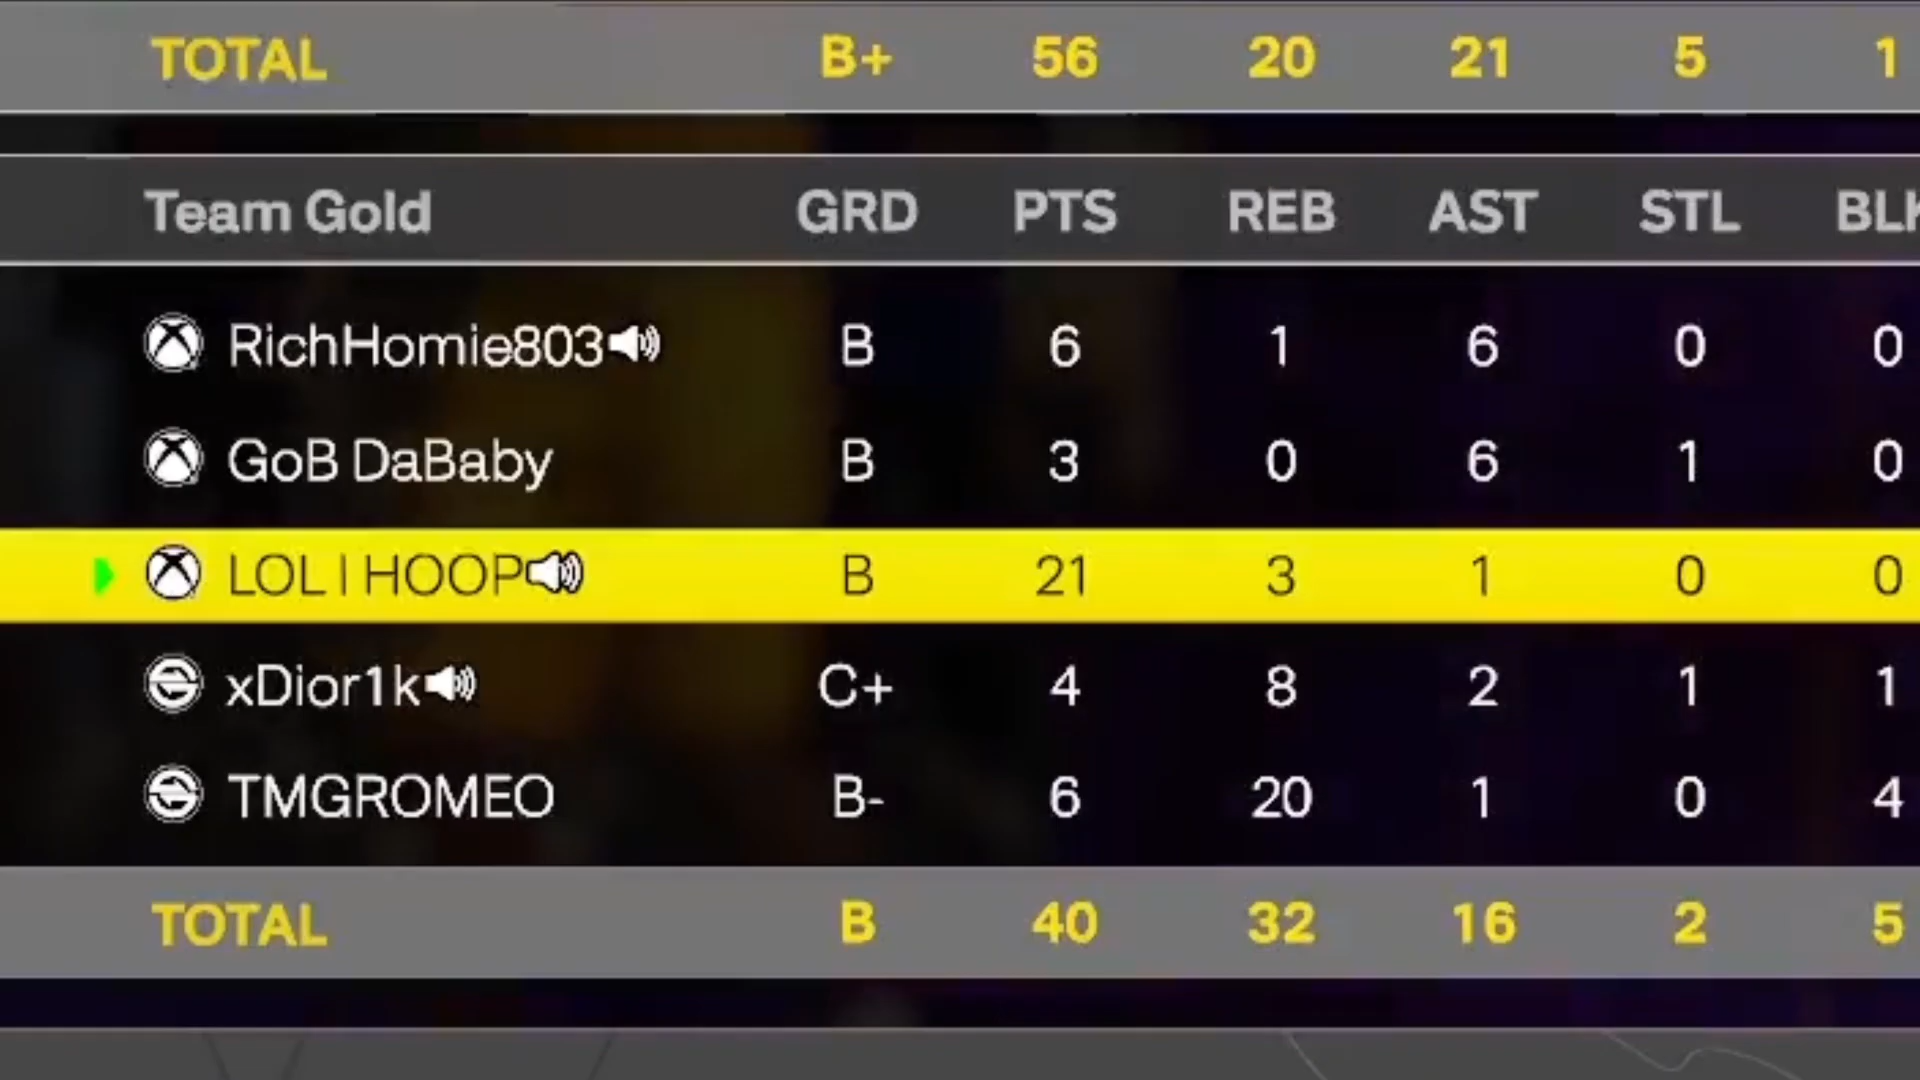 TOTAL B+ 56 20 21 5 1
Team Gold GRD PTS REB AST STL BLK
RichHomie803 B 6 1 6 0 0
GoB DaBaby B 3 0 6 1 0
LOL I HOOP B 21 3 1 0 0
xDior1k C+ 4 8 2 1 1
TMGROMEO B- 6 20 1 0 4
TOTAL B 40 32 16 2 5